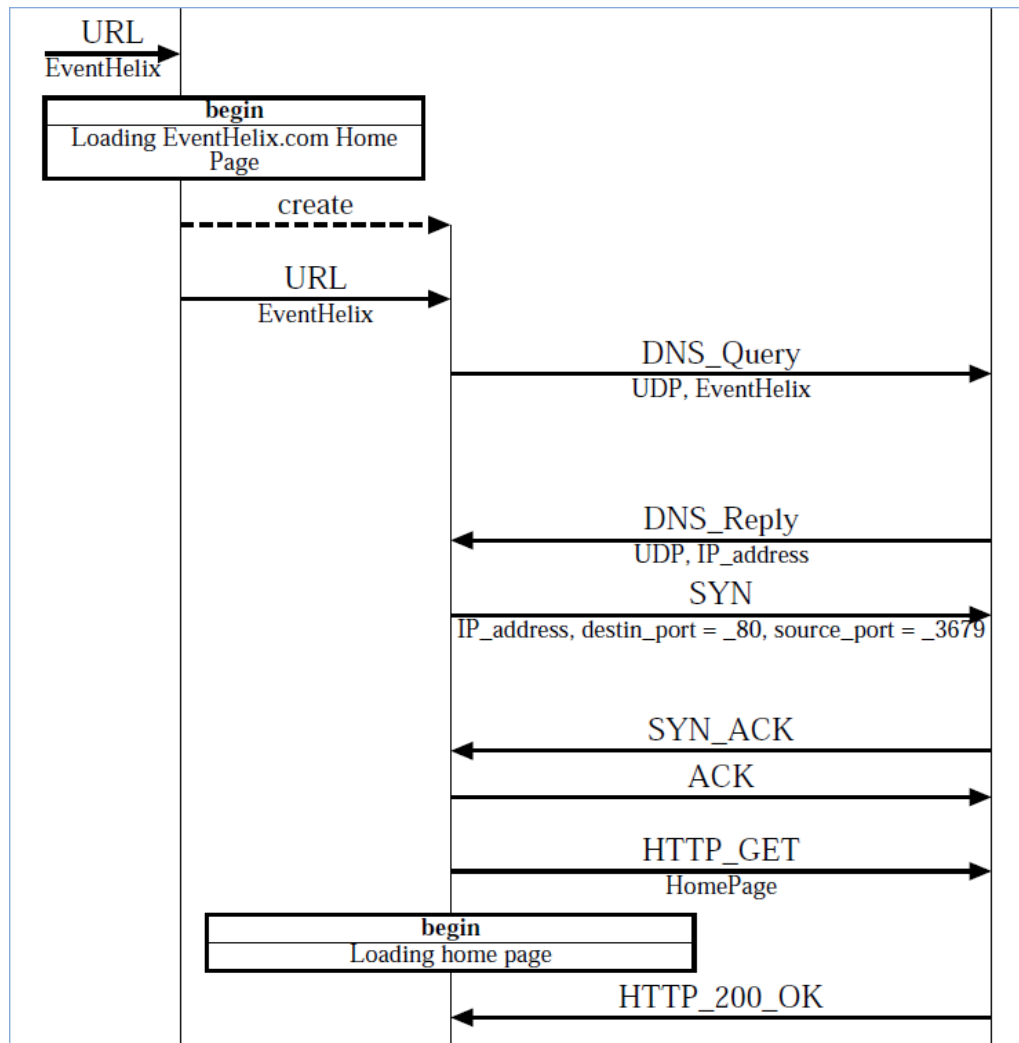 URL
EventHelix
begin
Loading EventHelix.com Home
Page
create
URL
EventHelix
DNS_Query
UDP, EventHelix
DNS_Reply
UDP, IP_address
SYN
IP_address, destin_port = _80, source_port = _3679
SYN_ACK
ACK
HTTP_GET
HomePage
begin
Loading home page
HTTP_200_OK